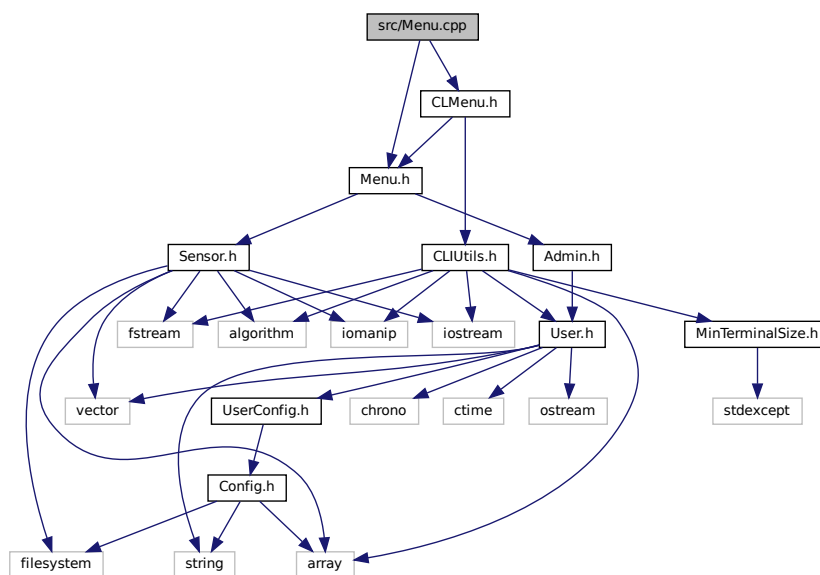 src/Menu.cpp
CLMenu.h
Menu.h
Sensor.h
CLIUtils.h
Admin.h
fstream
algorithm
iomanip
iostream
User.h
MinTerminalSize.h
vector
UserConfig.h
chrono
ctime
ostream
stdexcept
Config.h
filesystem
string
array